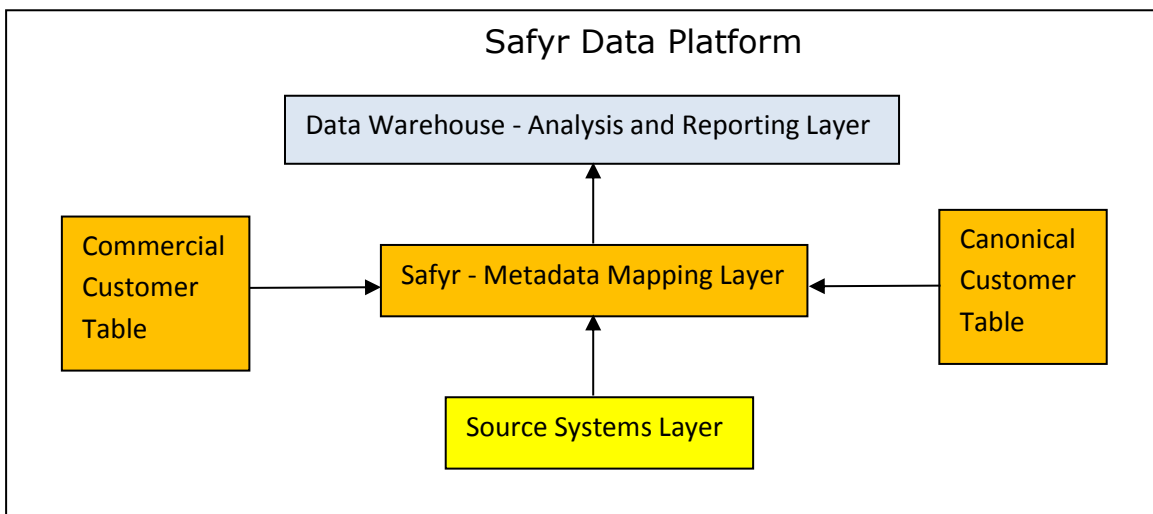 Safyr Data Platform
Data Warehouse - Analysis and Reporting Layer
Commercial
Customer
Table
Safyr - Metadata Mapping Layer
Canonical
Customer
Table
Source Systems Layer